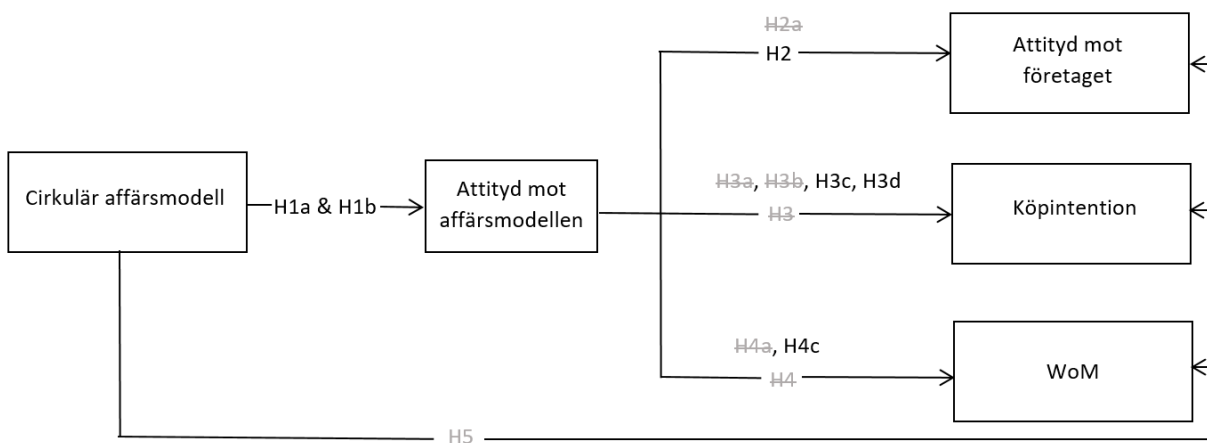 H2a
H2
Attityd mot
företaget
Cirkulär affärsmodell
H1a & H1b
Attityd mot
affärsmodellen
H3a, H3b, H3c, H3d
H3
Köpintention
H4a, H4c
H4
WoM
H5